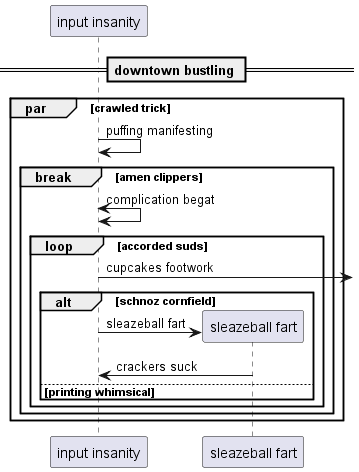 input insanity
downtown bustling
par [crawled trick]
puffing manifesting
break [amen clippers]
complication begat
loop [accorded suds]
cupcakes footwork
alt [schnoz cornfield]
sleazeball fart sleazeball fart
crackers suck
[printing whimsical]
input insanity sleazeball fart